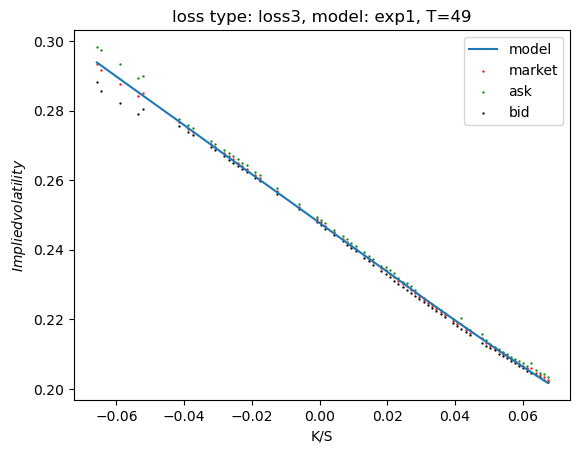 loss type: loss3, model: exp1, T=49
model
market
ask
bid
0.30
0.28
0.26
0.24
0.22
0.20
Impliedvolatility
−0.06 −0.04 −0.02 0.00 0.02 0.04 0.06
K/S